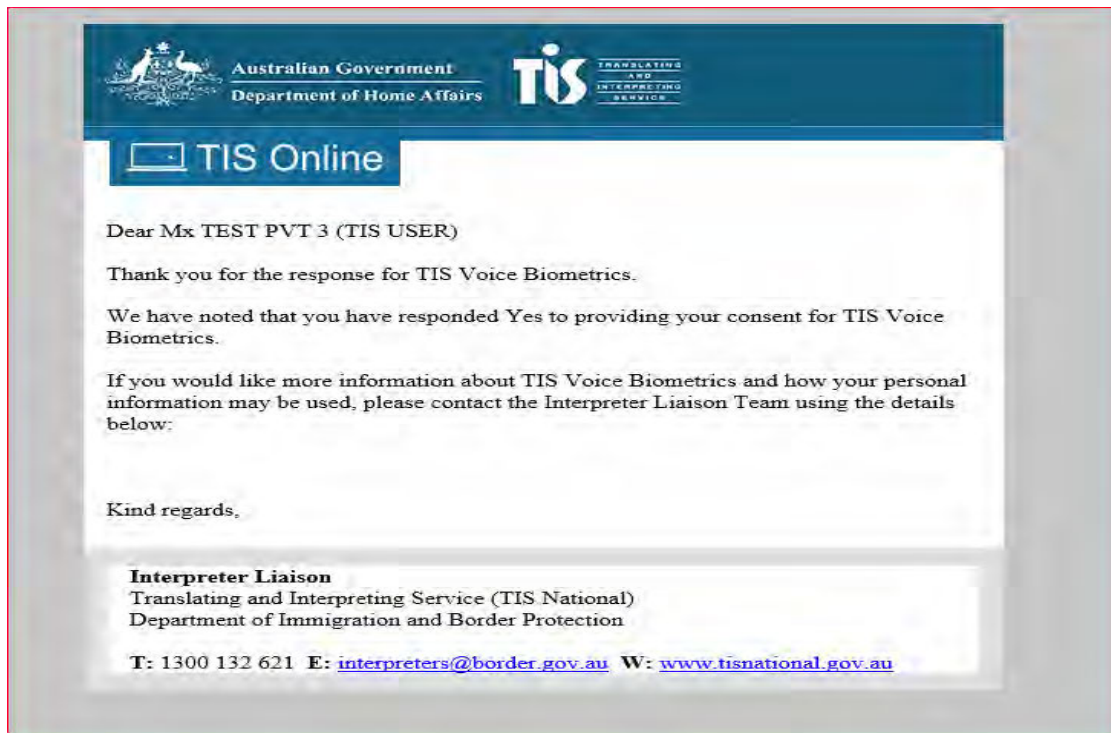 Australian Government
Department of Home Affairs
TIS
TRANSLATING
AND
INTERPRETING
SERVICE
TIS Online
Dear Mx TEST PVT 3 (TIS USER)
Thank you for the response for TIS Voice Biometrics.
We have noted that you have responded Yes to providing your consent for TIS Voice
Biometrics.
If you would like more information about TIS Voice Biometrics and how your personal
information may be used, please contact the Interpreter Liaison Team using the details
below:
Kind regards,
Interpreter Liaison
Translating and Interpreting Service (TIS National)
Department of Immigration and Border Protection
T: 1300 132 621 E: interpreters@border.gov.au W: www.tisnational.gov.au